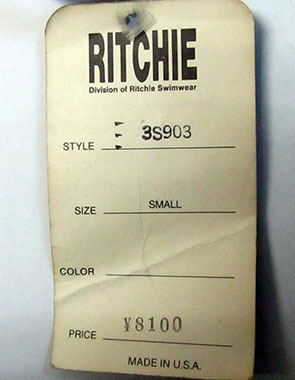 RITCHIE
Division of Ritchie Swimwear
STYLE 3S903
SIZE SMALL
COLOR
PRICE ¥8100
MADE IN U.S.A.